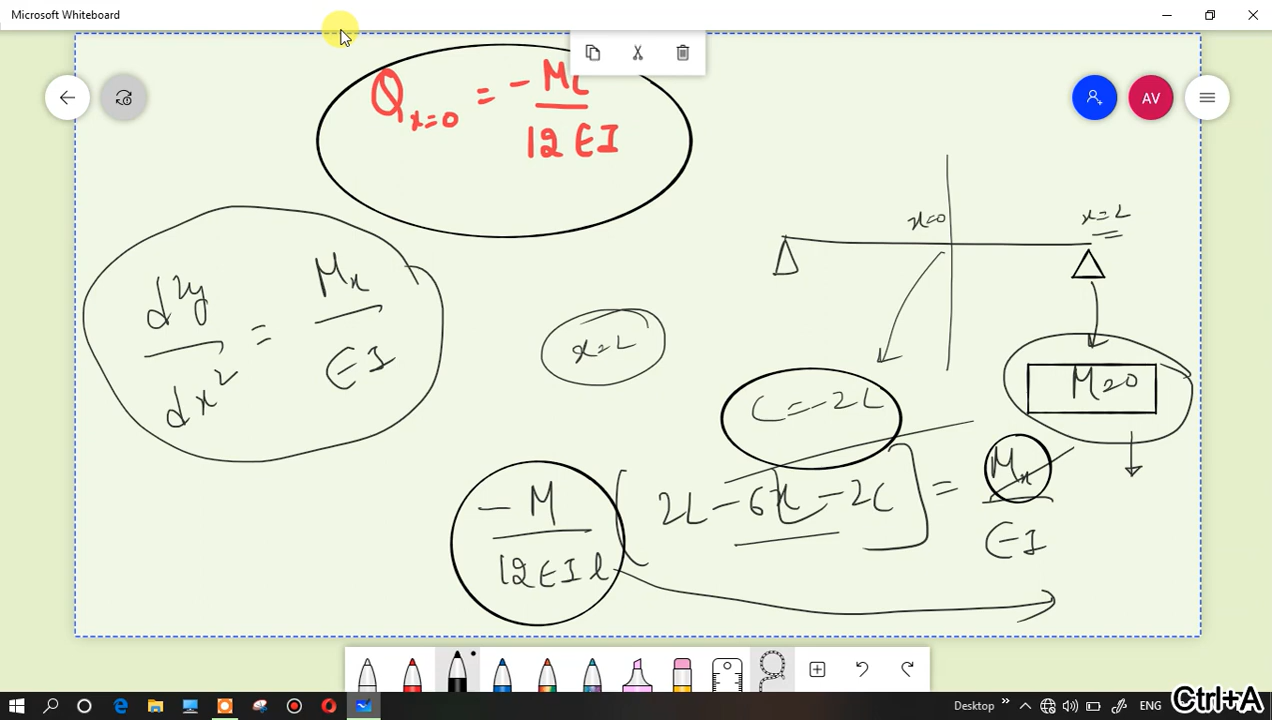 Microsoft Whiteboard
Q x=0 = - ML / 12 EI
AV
x=0
x=L
d²y / dx² = Mx / EI
x=L
M=0
C=-2L
-M / 12EIl [2L-6x-2C] = Mx / EI
Desktop
ENG
Ctrl+A